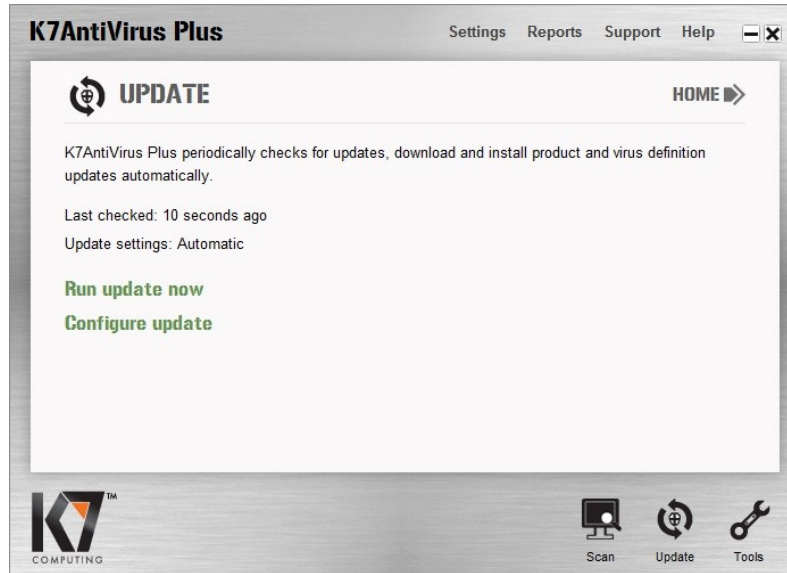 K7AntiVirus Plus
Settings Reports Support Help
UPDATE
HOME
K7AntiVirus Plus periodically checks for updates, download and install product and virus definition
updates automatically.
Last checked: 10 seconds ago
Update settings: Automatic
Run update now
Configure update
K7 TM
COMPUTING
Scan Update Tools